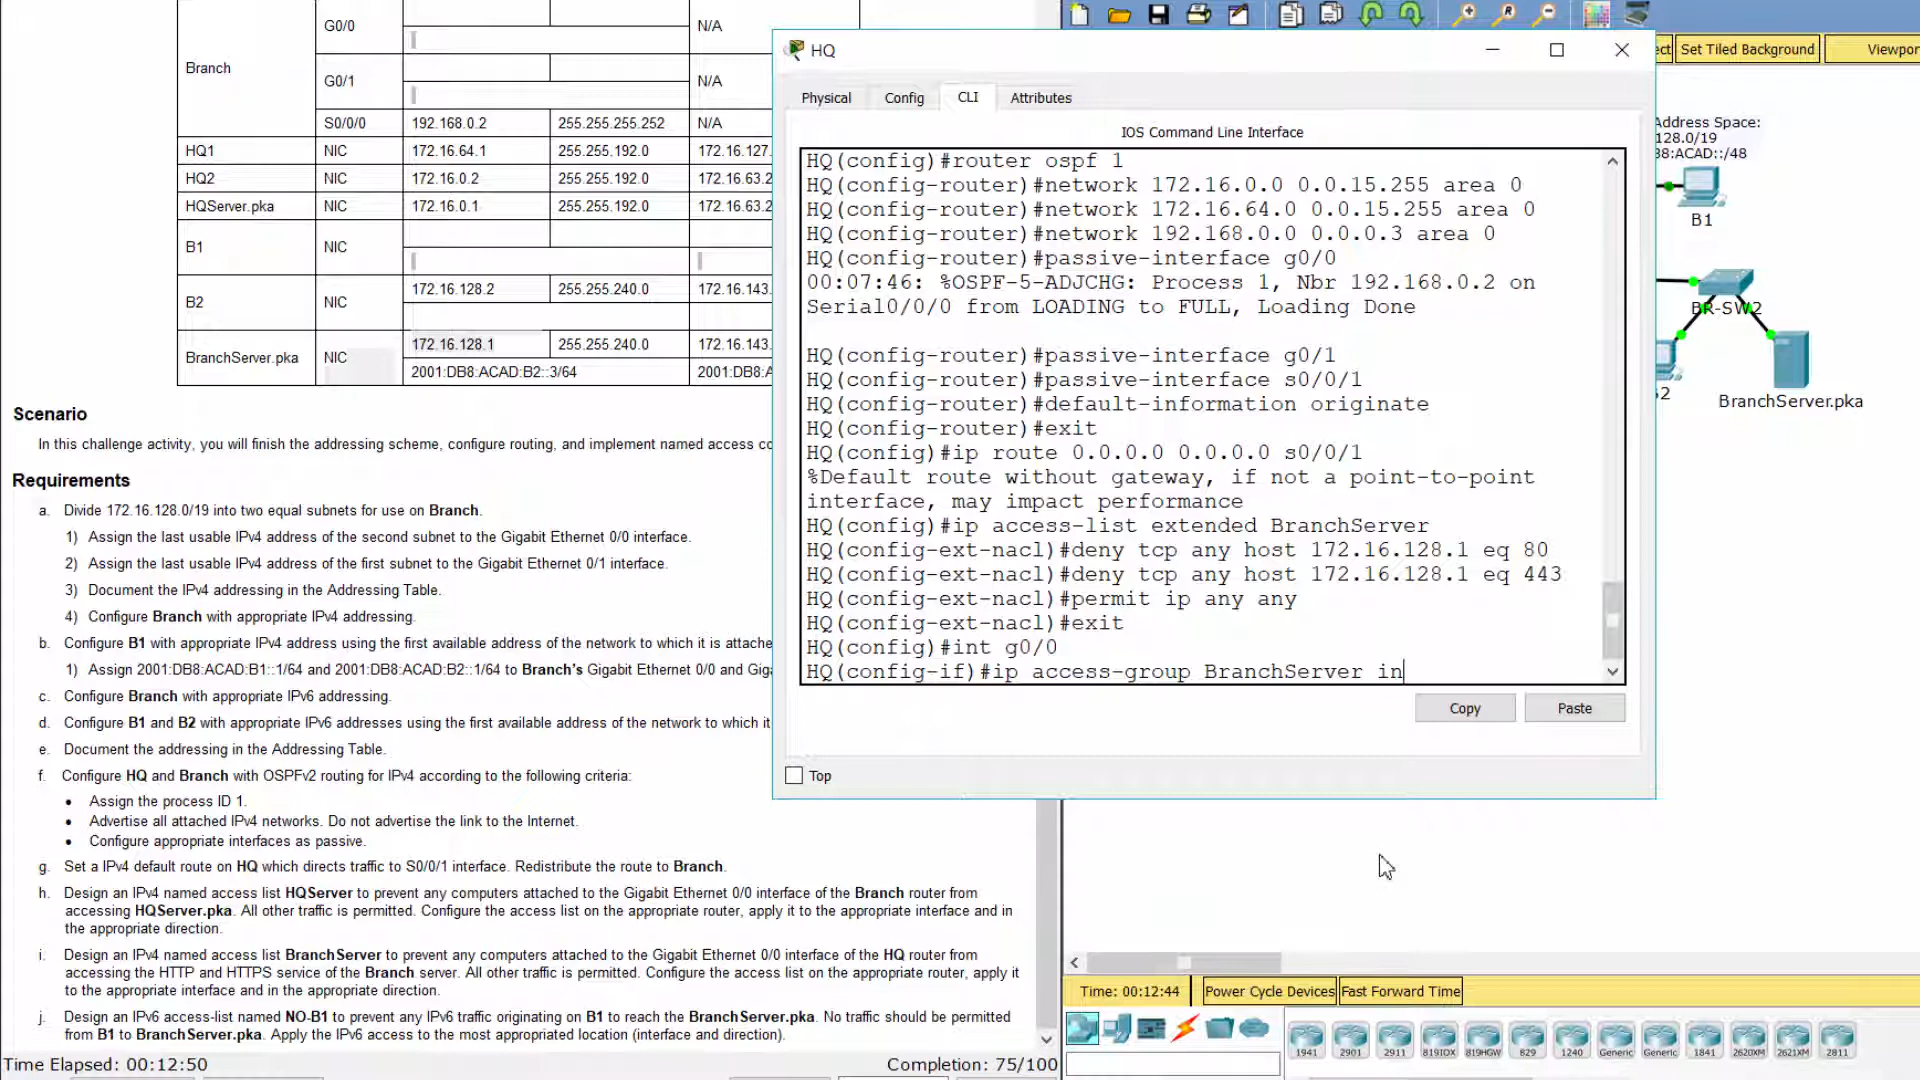 G0/0
N/A
Branch
G0/1
N/A
S0/0/0 192.168.0.2 255.255.255.252 N/A
HQ1 NIC 172.16.64.1 255.255.192.0 172.16.127.
HQ2 NIC 172.16.0.2 255.255.192.0 172.16.63.2
HQServer.pka NIC 172.16.0.1 255.255.192.0 172.16.63.2
B1 NIC
B2 NIC 172.16.128.2 255.255.240.0 172.16.143.
BranchServer.pka NIC 172.16.128.1 255.255.240.0 172.16.143.
2001:DB8:ACAD:B2::3/64 2001:DB8:A
Scenario
In this challenge activity, you will finish the addressing scheme, configure routing, and implement named access co
Requirements
a. Divide 172.16.128.0/19 into two equal subnets for use on Branch.
1) Assign the last usable IPv4 address of the second subnet to the Gigabit Ethernet 0/0 interface.
2) Assign the last usable IPv4 address of the first subnet to the Gigabit Ethernet 0/1 interface.
3) Document the IPv4 addressing in the Addressing Table.
4) Configure Branch with appropriate IPv4 addressing.
b. Configure B1 with appropriate IPv4 address using the first available address of the network to which it is attache
1) Assign 2001:DB8:ACAD:B1::1/64 and 2001:DB8:ACAD:B2::1/64 to Branch's Gigabit Ethernet 0/0 and Giga
c. Configure Branch with appropriate IPv6 addressing.
d. Configure B1 and B2 with appropriate IPv6 addresses using the first available address of the network to which it
e. Document the addressing in the Addressing Table.
f. Configure HQ and Branch with OSPFv2 routing for IPv4 according to the following criteria:
• Assign the process ID 1.
• Advertise all attached IPv4 networks. Do not advertise the link to the Internet.
• Configure appropriate interfaces as passive.
g. Set a IPv4 default route on HQ which directs traffic to S0/0/1 interface. Redistribute the route to Branch.
h. Design an IPv4 named access list HQServer to prevent any computers attached to the Gigabit Ethernet 0/0 interface of the Branch router from
accessing HQServer.pka. All other traffic is permitted. Configure the access list on the appropriate router, apply it to the appropriate interface and in
the appropriate direction.
i. Design an IPv4 named access list BranchServer to prevent any computers attached to the Gigabit Ethernet 0/0 interface of the HQ router from
accessing the HTTP and HTTPS service of the Branch server. All other traffic is permitted. Configure the access list on the appropriate router, apply it
to the appropriate interface and in the appropriate direction.
j. Design an IPv6 access-list named NO-B1 to prevent any IPv6 traffic originating on B1 to reach the BranchServer.pka. No traffic should be permitted
from B1 to BranchServer.pka. Apply the IPv6 access to the most appropriated location (interface and direction).
Time Elapsed: 00:12:50 Completion: 75/100
HQ
Physical Config CLI Attributes
IOS Command Line Interface
HQ(config)#router ospf 1
HQ(config-router)#network 172.16.0.0 0.0.15.255 area 0
HQ(config-router)#network 172.16.64.0 0.0.15.255 area 0
HQ(config-router)#network 192.168.0.0 0.0.0.3 area 0
HQ(config-router)#passive-interface g0/0
00:07:46: %OSPF-5-ADJCHG: Process 1, Nbr 192.168.0.2 on
Serial0/0/0 from LOADING to FULL, Loading Done
HQ(config-router)#passive-interface g0/1
HQ(config-router)#passive-interface s0/0/1
HQ(config-router)#default-information originate
HQ(config-router)#exit
HQ(config)#ip route 0.0.0.0 0.0.0.0 s0/0/1
%Default route without gateway, if not a point-to-point
interface, may impact performance
HQ(config)#ip access-list extended BranchServer
HQ(config-ext-nacl)#deny tcp any host 172.16.128.1 eq 80
HQ(config-ext-nacl)#deny tcp any host 172.16.128.1 eq 443
HQ(config-ext-nacl)#permit ip any any
HQ(config-ext-nacl)#exit
HQ(config)#int g0/0
HQ(config-if)#ip access-group BranchServer in
Copy Paste
Top
ct Set Tiled Background Viewpor
Address Space:
128.0/19
B8:ACAD::/48
B1
BR-SW2
2
BranchServer.pka
Time: 00:12:44 Power Cycle Devices Fast Forward Time
1941 2901 2911 819IOX 819HGW 829 1240 Generic Generic 1841 2620XM 2621XM 2811